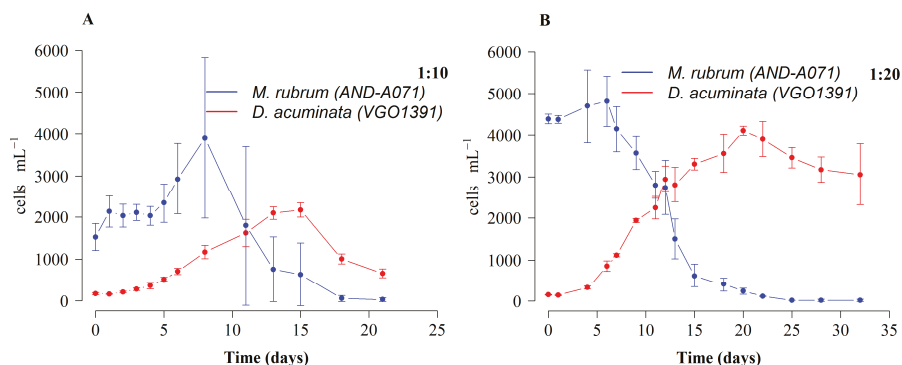 A
6000
5000
4000
3000
2000
1000
0
cells mL⁻¹
1:10
M. rubrum (AND-A071)
D. acuminata (VGO1391)
0 5 10 15 20 25
Time (days)
B
6000
5000
4000
3000
2000
1000
0
cells mL⁻¹
1:20
M. rubrum (AND-A071)
D. acuminata (VGO1391)
0 5 10 15 20 25 30 35
Time (days)